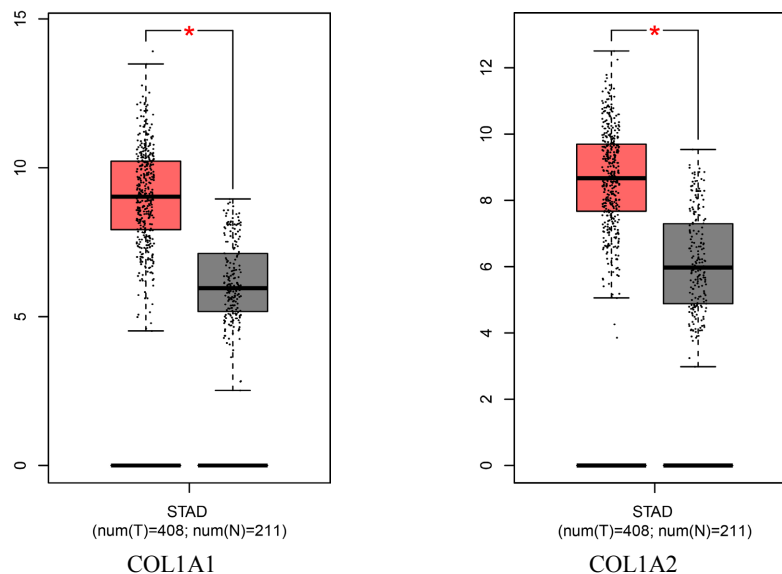 15
10
5
0
*
STAD
(num(T)=408; num(N)=211)
COL1A1
12
10
8
6
4
2
0
*
STAD
(num(T)=408; num(N)=211)
COL1A2